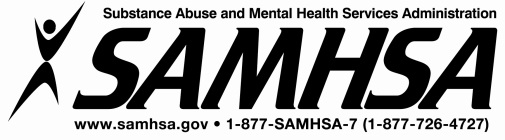 Substance Abuse and Mental Health Services Administration
SAMHSA
www.samhsa.gov • 1-877-SAMHSA-7 (1-877-726-4727)